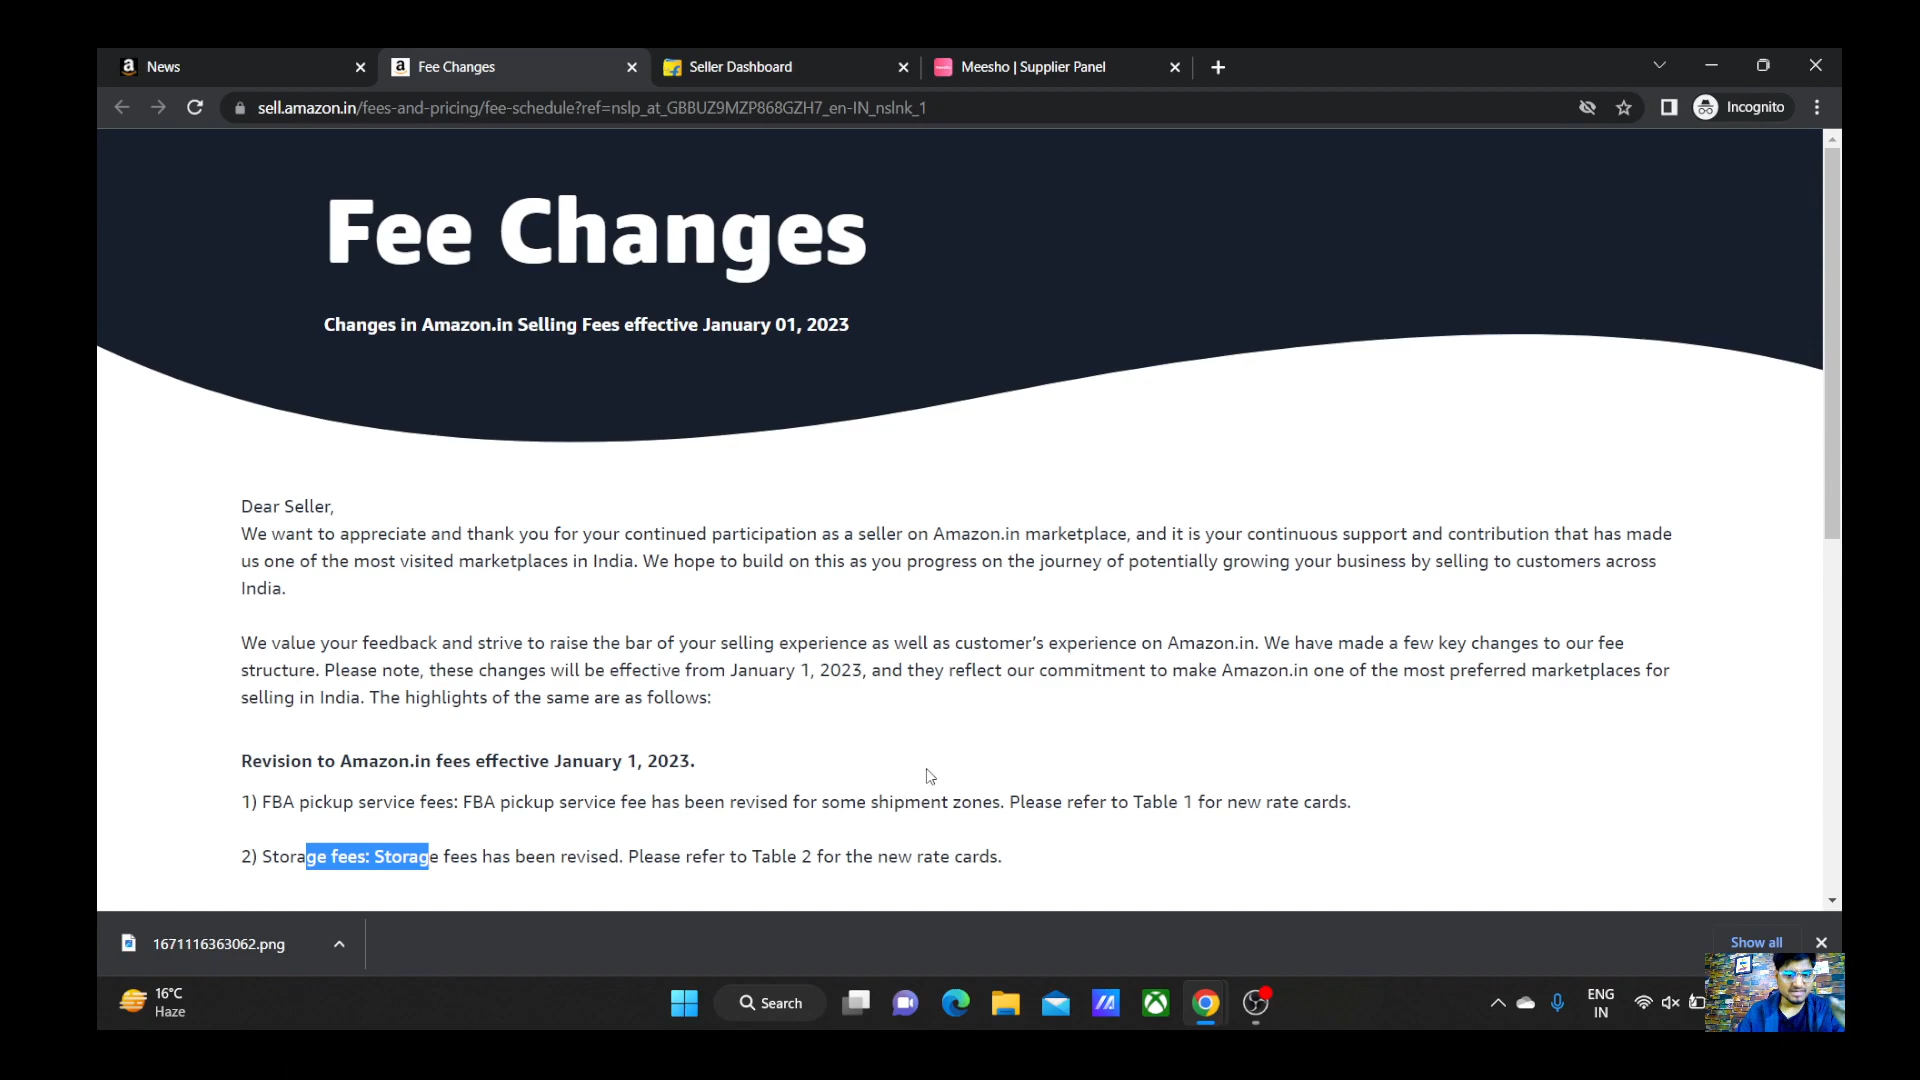 News
Fee Changes
Seller Dashboard
Meesho | Supplier Panel
sell.amazon.in/fees-and-pricing/fee-schedule?ref=nslp_at_GBBUZ9MZP868GZH7_en-IN_nslnk_1
Incognito
Fee Changes
Changes in Amazon.in Selling Fees effective January 01, 2023
Dear Seller,
We want to appreciate and thank you for your continued participation as a seller on Amazon.in marketplace, and it is your continuous support and contribution that has made
us one of the most visited marketplaces in India. We hope to build on this as you progress on the journey of potentially growing your business by selling to customers across
India.
We value your feedback and strive to raise the bar of your selling experience as well as customer’s experience on Amazon.in. We have made a few key changes to our fee
structure. Please note, these changes will be effective from January 1, 2023, and they reflect our commitment to make Amazon.in one of the most preferred marketplaces for
selling in India. The highlights of the same are as follows:
Revision to Amazon.in fees effective January 1, 2023.
1) FBA pickup service fees: FBA pickup service fee has been revised for some shipment zones. Please refer to Table 1 for new rate cards.
2) Storage fees: Storage fees has been revised. Please refer to Table 2 for the new rate cards.
1671116363062.png
Show all
16°C
Haze
Search
ENG
IN